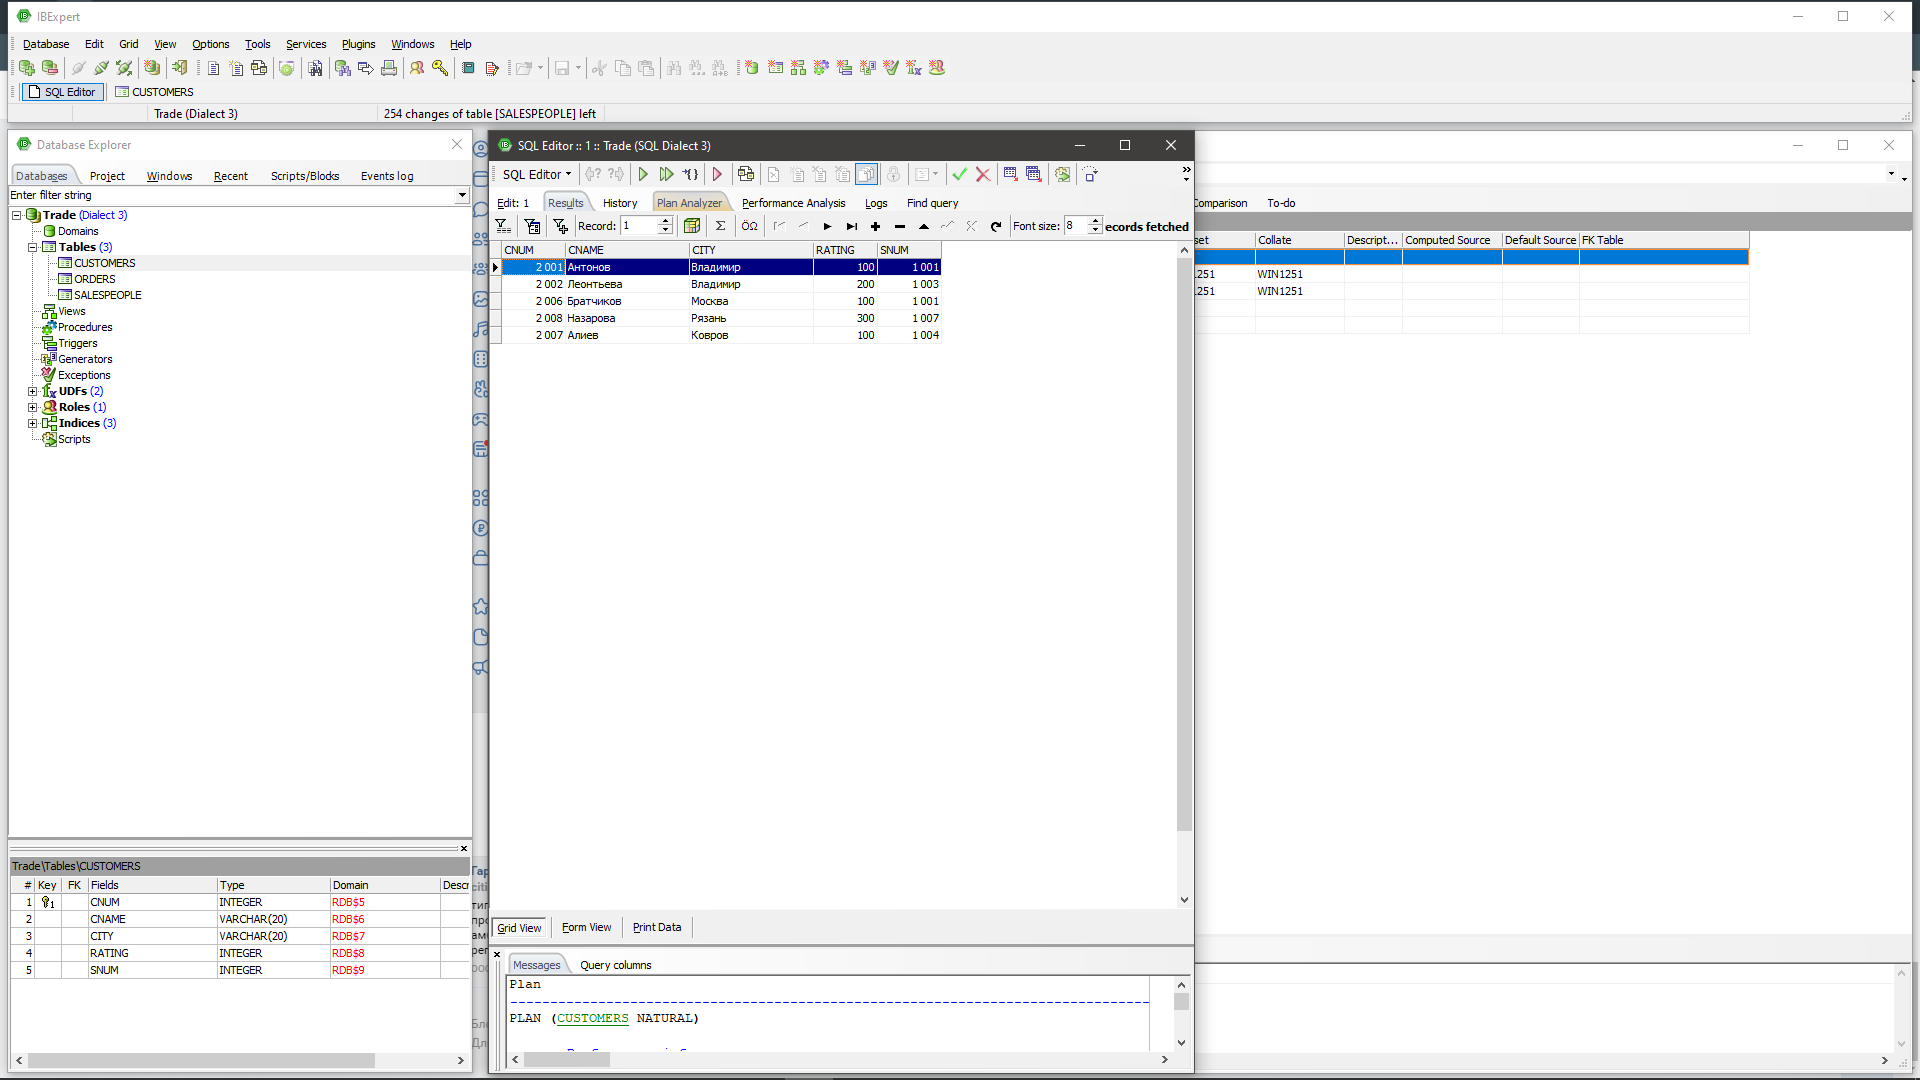 IBExpert
Database Edit Grid View Options Tools Services Plugins Windows Help
SQL Editor CUSTOMERS
Trade (Dialect 3) 254 changes of table [SALESPEOPLE] left
Database Explorer
Databases Project Windows Recent Scripts/Blocks Events log
Enter filter string
Trade (Dialect 3)
Domains
Tables (3)
CUSTOMERS
ORDERS
SALESPEOPLE
Views
Procedures
Triggers
Generators
Exceptions
UDFs (2)
Roles (1)
Indices (3)
Scripts
Trade\Tables\CUSTOMERS
# Key FK Fields Type Domain Descr
1 1 CNUM INTEGER RDB$5
2 CNAME VARCHAR(20) RDB$6
3 CITY VARCHAR(20) RDB$7
4 RATING INTEGER RDB$8
5 SNUM INTEGER RDB$9
SQL Editor :: 1 :: Trade (SQL Dialect 3)
SQL Editor
Edit: 1 Results History Plan Analyzer Performance Analysis Logs Find query
Record: 1 Font size: 8 ecords fetched
CNUM CNAME CITY RATING SNUM
2 001 Антонов Владимир 100 1 001
2 002 Леонтьева Владимир 200 1 003
2 006 Братчиков Москва 100 1 001
2 008 Назарова Рязань 300 1 007
2 007 Алиев Ковров 100 1 004
Grid View Form View Print Data
Messages Query columns
Plan
PLAN (CUSTOMERS NATURAL)
Comparison To-do
set Collate Descript... Computed Source Default Source FK Table
1251 WIN1251
1251 WIN1251